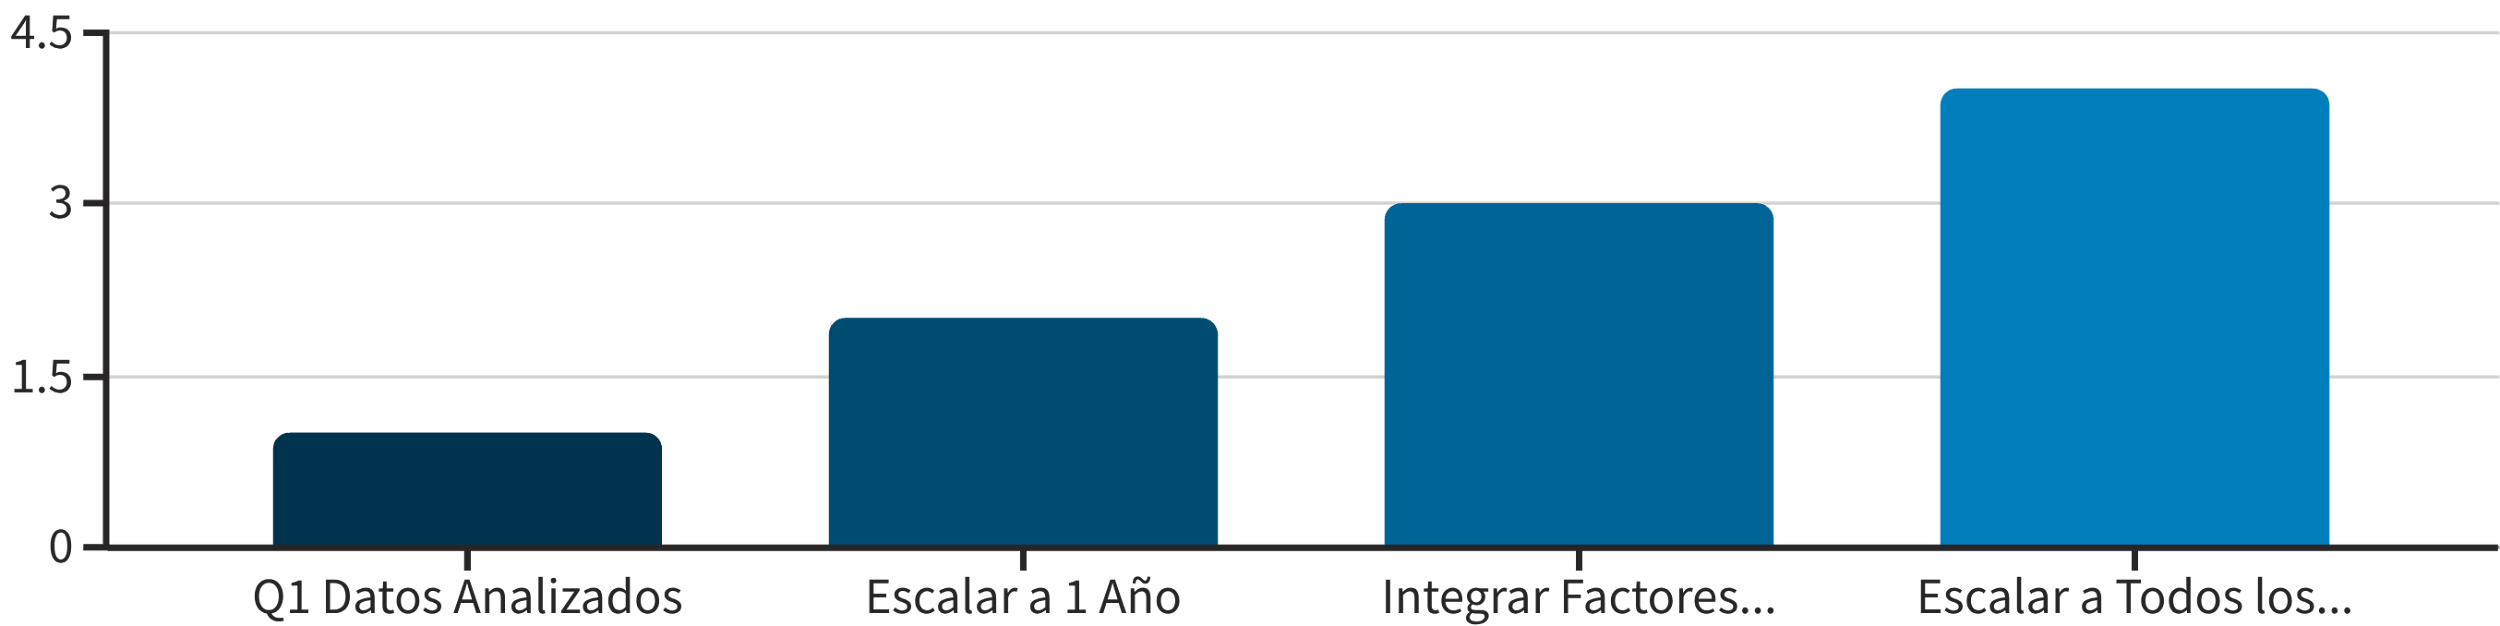 4.5
3
1.5
0
Q1 Datos Analizados
Escalar a 1 Año
Integrar Factores...
Escalar a Todos los...